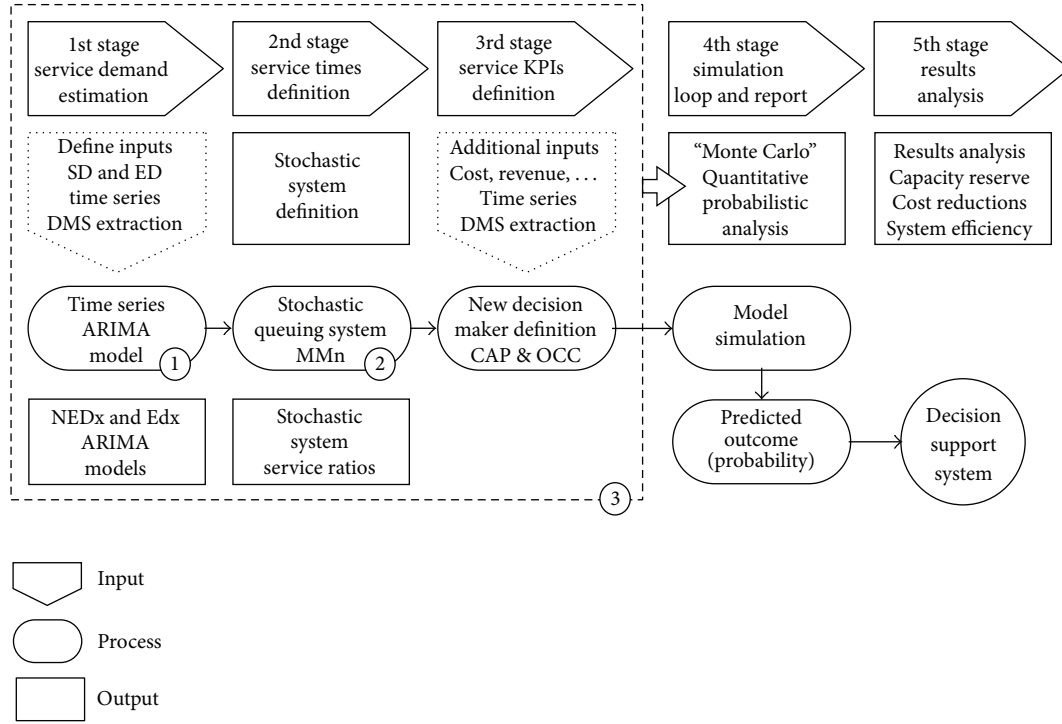 1st stage
service demand
estimation
2nd stage
service times
definition
3rd stage
service KPIs
definition
4th stage
simulation
loop and report
5th stage
results
analysis
Define inputs
SD and ED
time series
DMS extraction
Stochastic
system
definition
Additional inputs
Cost, revenue, . . .
Time series
DMS extraction
“Monte Carlo”
Quantitative
probabilistic
analysis
Results analysis
Capacity reserve
Cost reductions
System efficiency
Time series
ARIMA
model
1
Stochastic
queuing system
MMn
2
New decision
maker definition
CAP & OCC
Model
simulation
NEDx and Edx
ARIMA
models
Stochastic
system
service ratios
Predicted
outcome
(probability)
Decision
support
system
3
Input
Process
Output